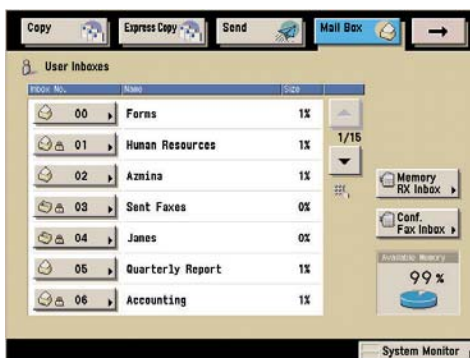 Copy Express Copy Send Mail Box
User Inboxes
Inbox No. Name Size
00 Forms 1%
01 Human Resources 1%
02 Azmina 1%
03 Sent Faxes 0%
04 James 0%
05 Quarterly Report 1%
06 Accounting 1%
1/15
Memory
RX Inbox
Conf.
Fax Inbox
Available Memory
99%
System Monitor